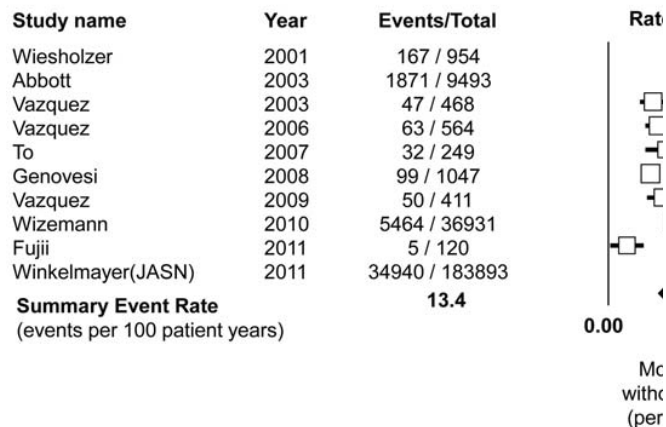 Study name Year Events/Total
Wiesholzer 2001 167 / 954
Abbott 2003 1871 / 9493
Vazquez 2003 47 / 468
Vazquez 2006 63 / 564
To 2007 32 / 249
Genovesi 2008 99 / 1047
Vazquez 2009 50 / 411
Wizemann 2010 5464 / 36931
Fujii 2011 5 / 120
Winkelmayer(JASN) 2011 34940 / 183893
Summary Event Rate 13.4
(events per 100 patient years)
0.00